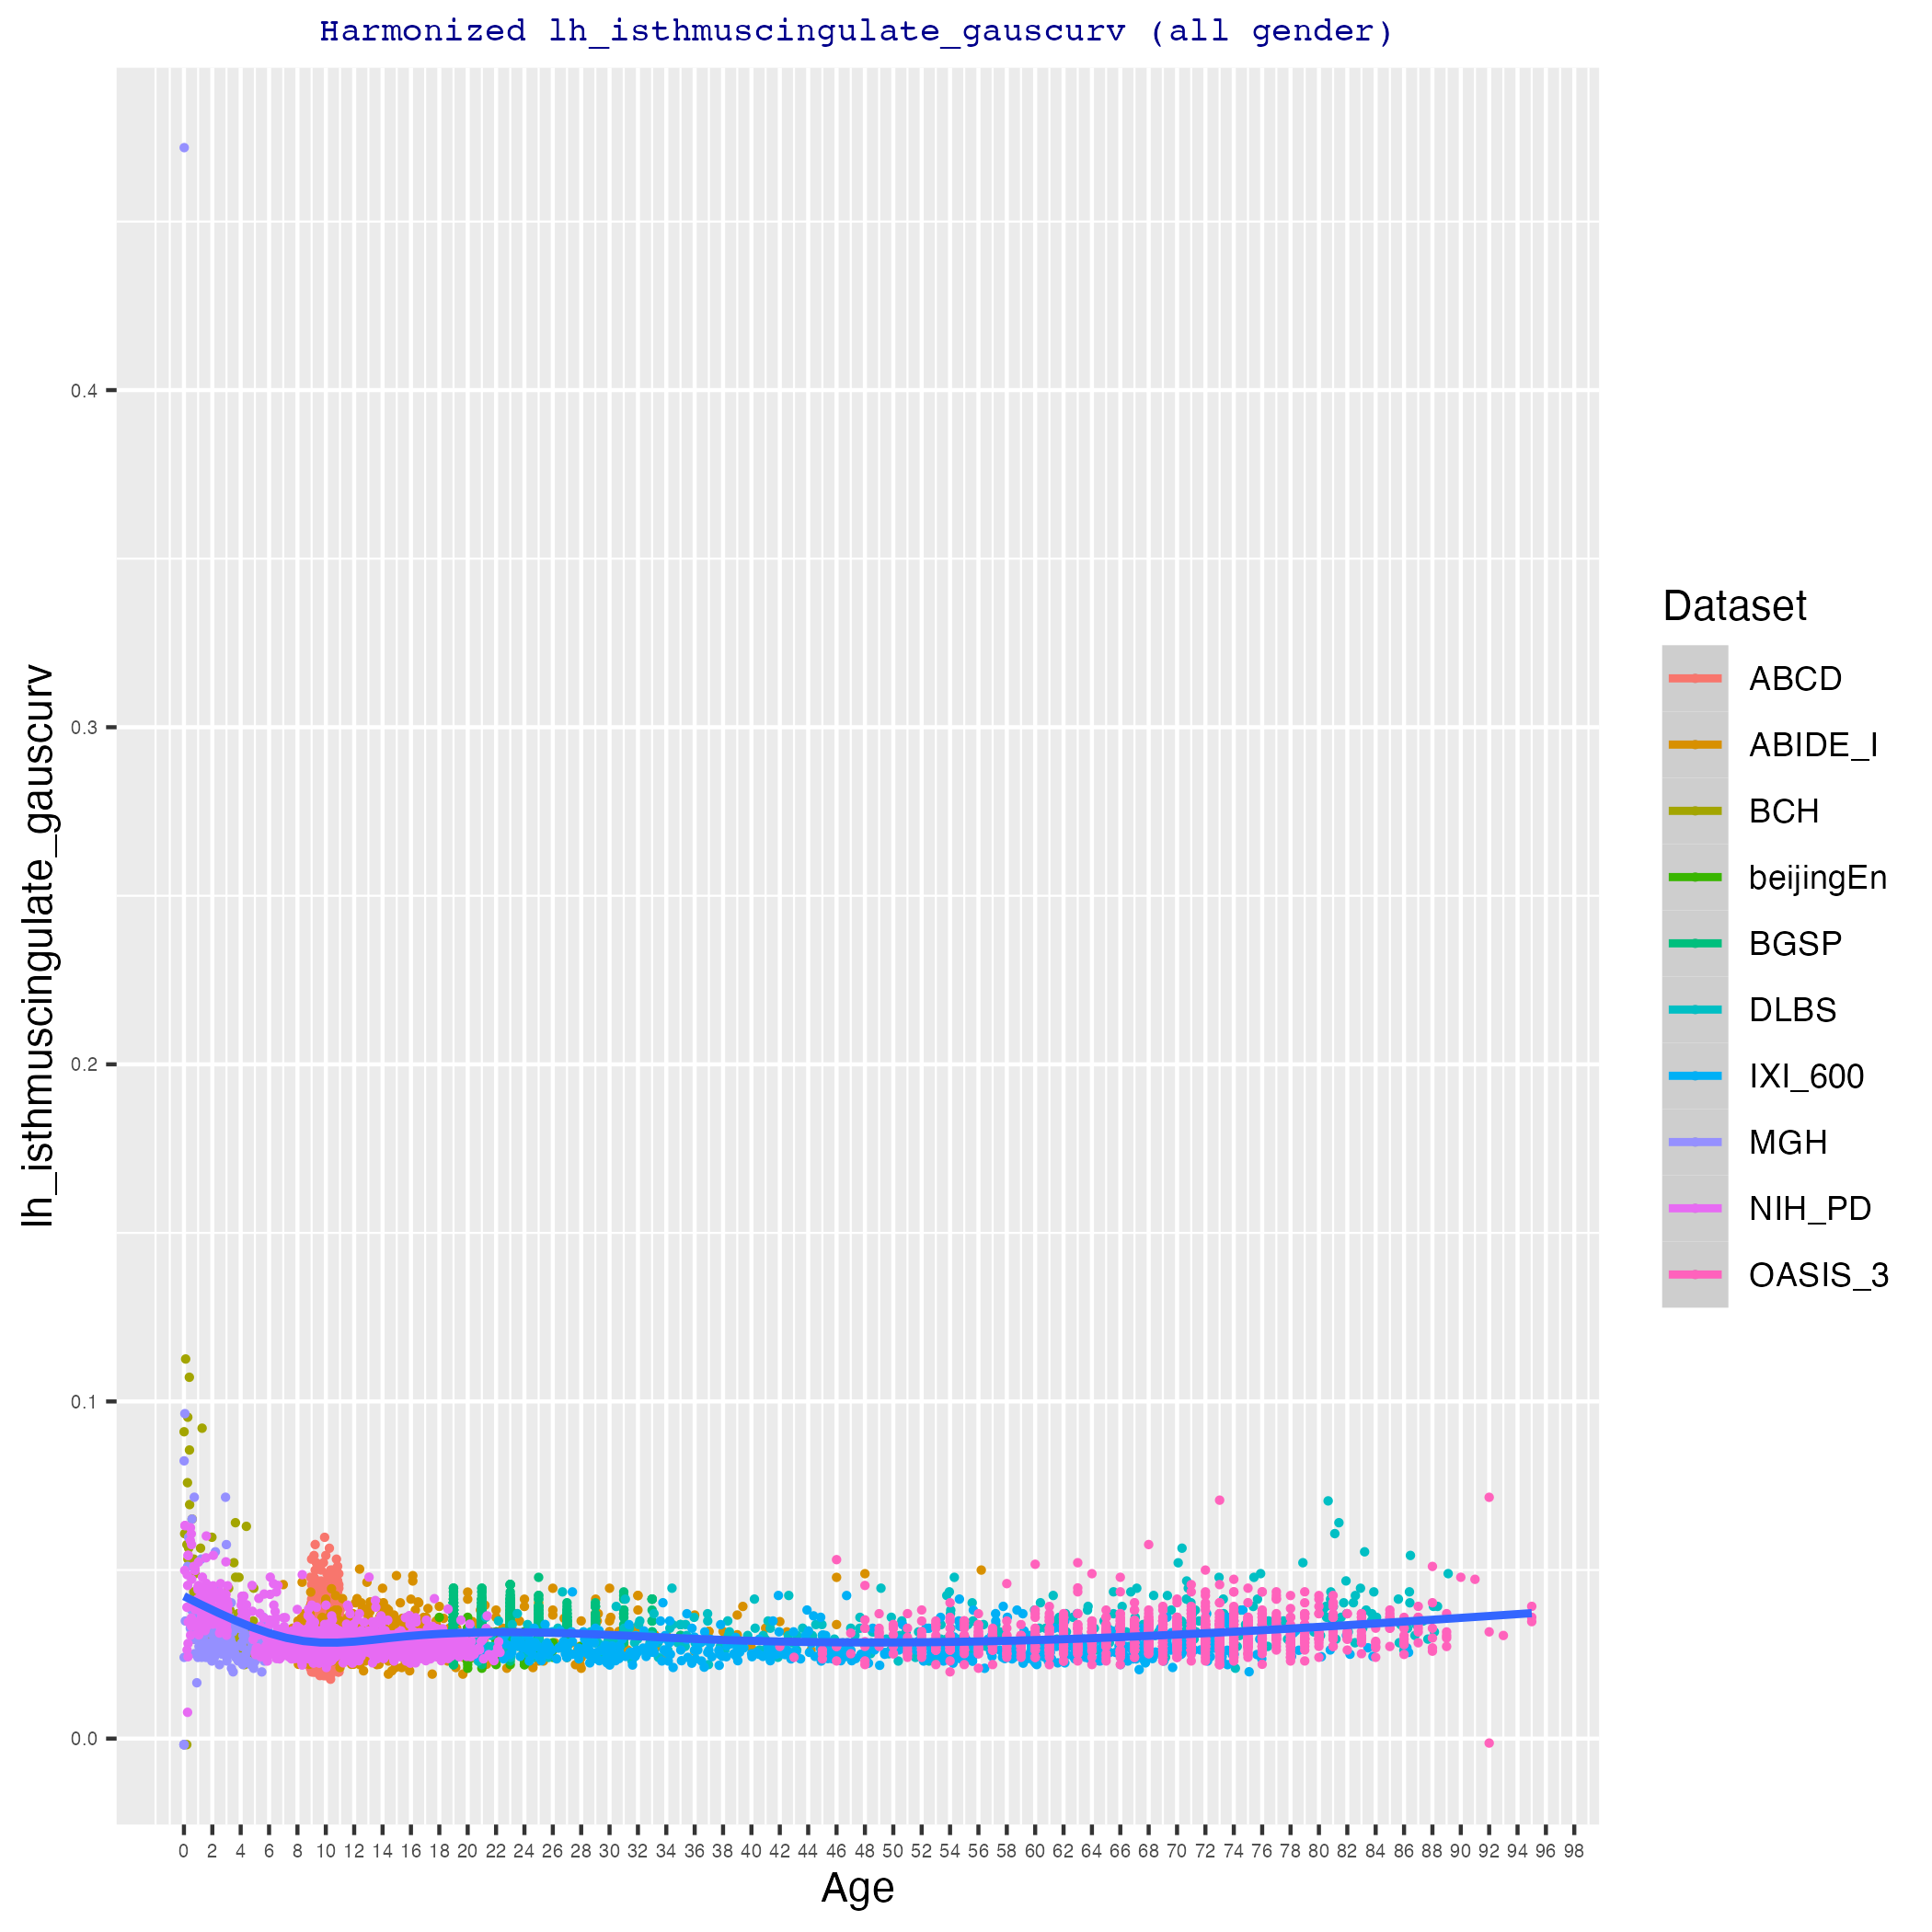 Harmonized lh_isthmuscingulate_gauscurv (all gender)
lh_isthmuscingulate_gauscurv
0.4
0.3
0.2
0.1
0.0
0 2 4 6 8 10 12 14 16 18 20 22 24 26 28 30 32 34 36 38 40 42 44 46 48 50 52 54 56 58 60 62 64 66 68 70 72 74 76 78 80 82 84 86 88 90 92 94 96 98
Age
Dataset
ABCD
ABIDE_I
BCH
beijingEn
BGSP
DLBS
IXI_600
MGH
NIH_PD
OASIS_3